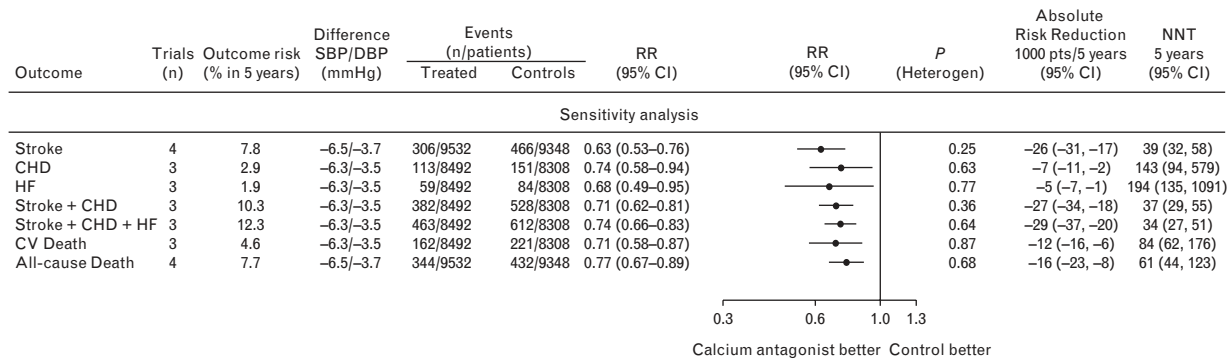 Outcome Trials (n) Outcome risk (% in 5 years) Difference SBP/DBP (mmHg) Events (n/patients) Treated Controls RR (95% CI) RR (95% CI) P (Heterogen) Absolute Risk Reduction 1000 pts/5 years (95% CI) NNT 5 years (95% CI)
Sensitivity analysis
Stroke 4 7.8 –6.5/–3.7 306/9532 466/9348 0.63 (0.53–0.76) 0.25 –26 (–31, –17) 39 (32, 58)
CHD 3 2.9 –6.3/–3.5 113/8492 151/8308 0.74 (0.58–0.94) 0.63 –7 (–11, –2) 143 (94, 579)
HF 3 1.9 –6.3/–3.5 59/8492 84/8308 0.68 (0.49–0.95) 0.77 –5 (–7, –1) 194 (135, 1091)
Stroke + CHD 3 10.3 –6.3/–3.5 382/8492 528/8308 0.71 (0.62–0.81) 0.36 –27 (–34, –18) 37 (29, 55)
Stroke + CHD + HF 3 12.3 –6.3/–3.5 463/8492 612/8308 0.74 (0.66–0.83) 0.64 –29 (–37, –20) 34 (27, 51)
CV Death 3 4.6 –6.3/–3.5 162/8492 221/8308 0.71 (0.58–0.87) 0.87 –12 (–16, –6) 84 (62, 176)
All-cause Death 4 7.7 –6.5/–3.7 344/9532 432/9348 0.77 (0.67–0.89) 0.68 –16 (–23, –8) 61 (44, 123)
0.3 0.6 1.0 1.3
Calcium antagonist better Control better